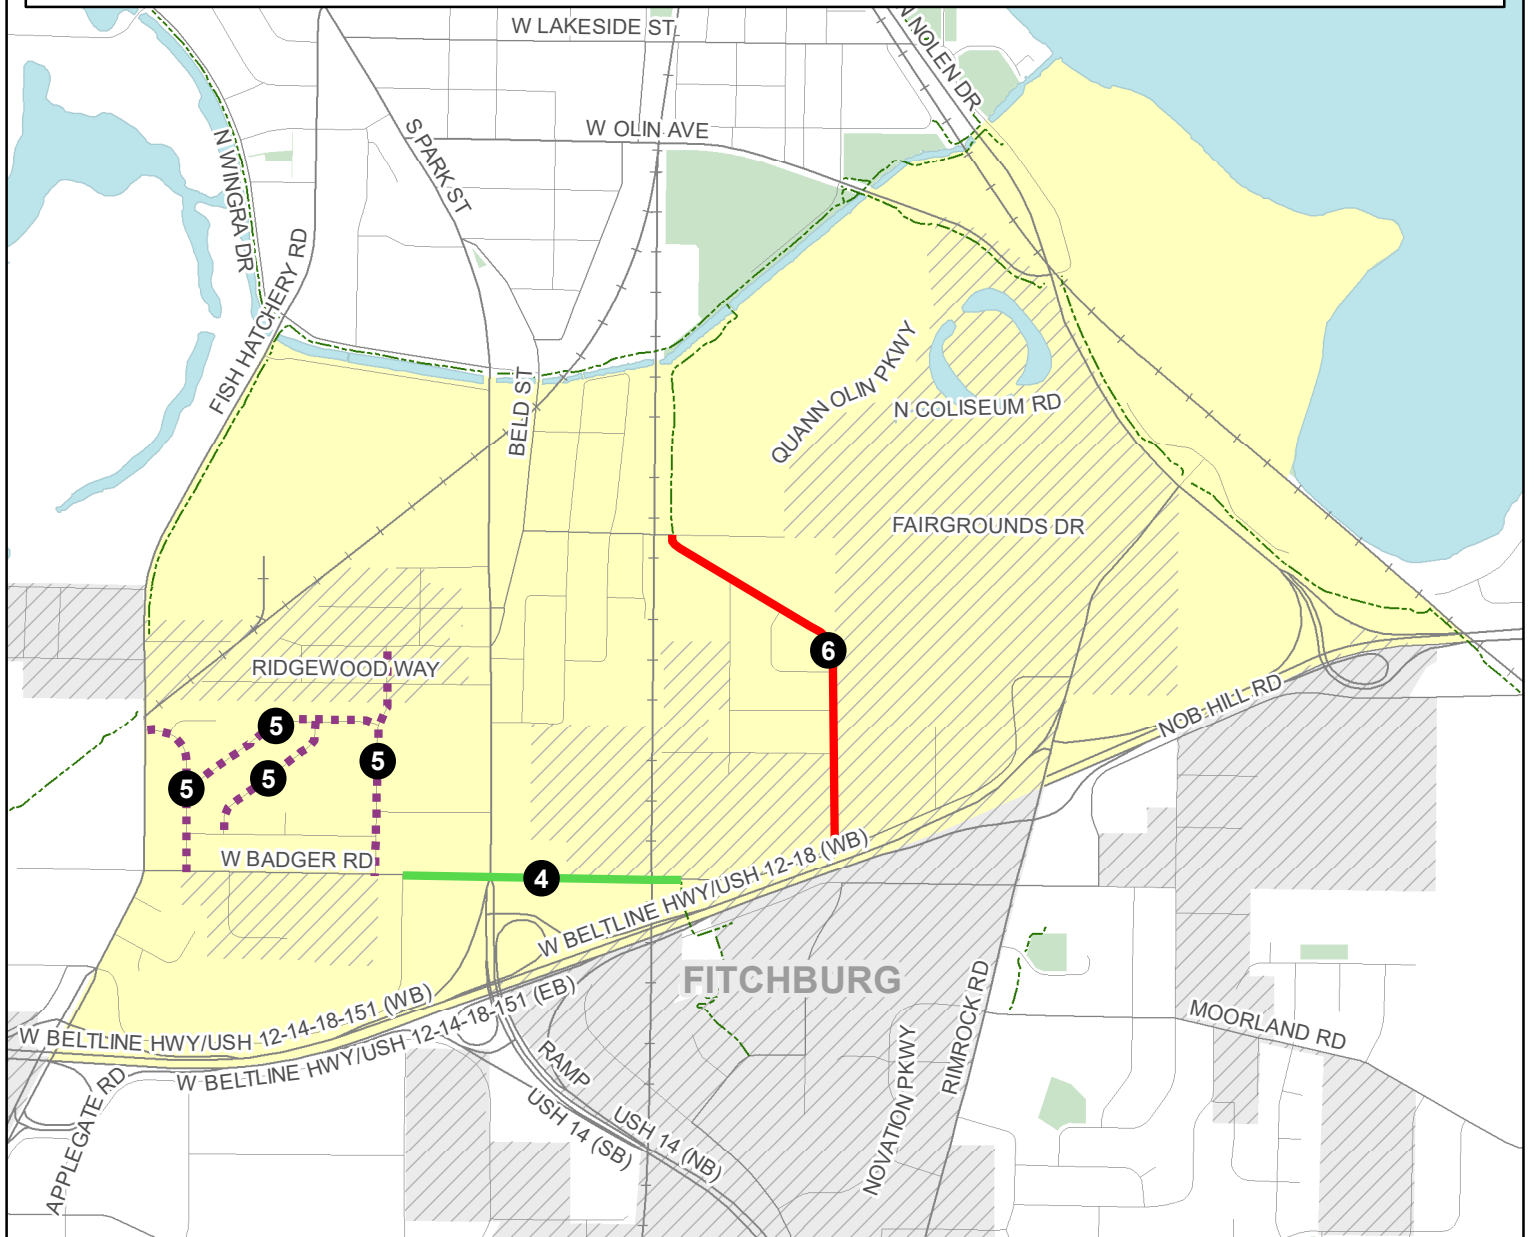 W LAKESIDE ST
N NOLEN DR
W OLIN AVE
S PARK ST
N WINGRA DR
FISH HATCHERY RD
QUANN OLIN PKWY
BELD ST
N COLISEUM RD
FAIRGROUNDS DR
6
RIDGEWOOD WAY
NOB HILL RD
5
5
5
5
W BADGER RD
4
W BELTLINE HWY/USH 12-18 (WB)
FITCHBURG
W BELTLINE HWY/USH 12-14-18-151 (WB)
W BELTLINE HWY/USH 12-14-18-151 (EB)
RIMROCK RD
MOORLAND RD
APPLEGATE RD
RAMP
USH 14 (SB)
USH 14 (NB)
NOVATION PKWY